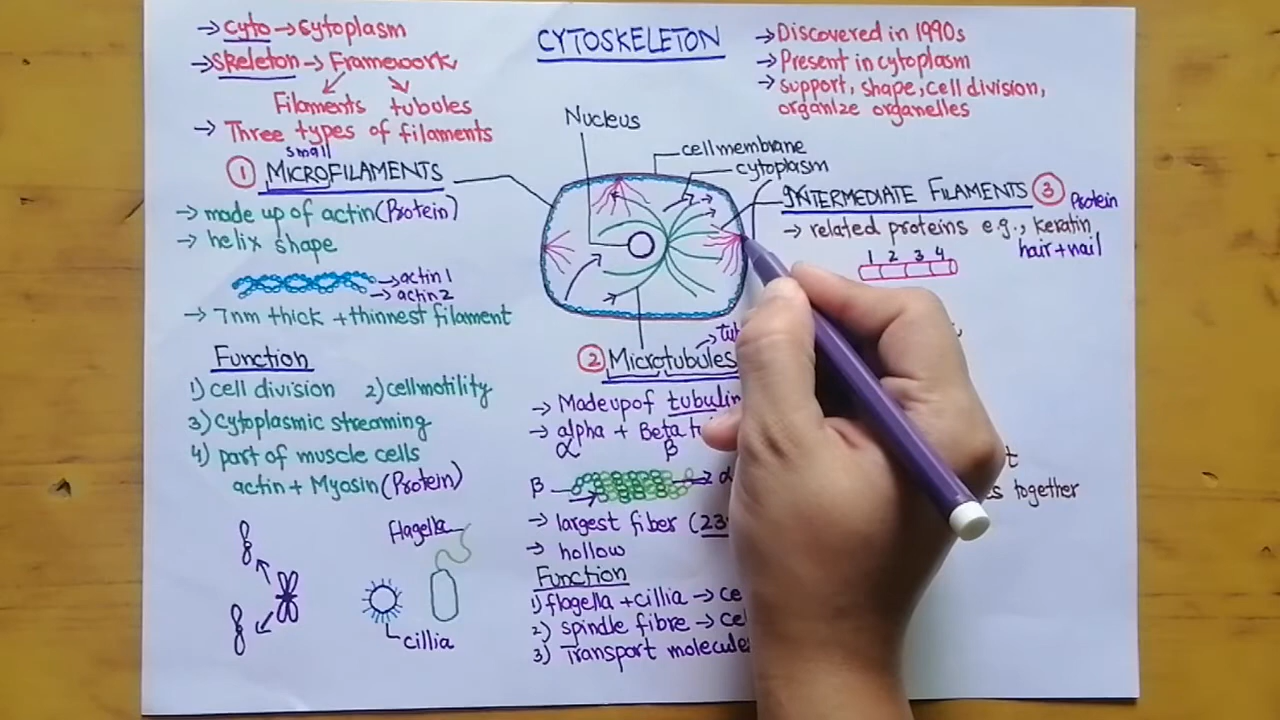 CYTOSKELETON
→ Cyto → Cytoplasm
→ Skeleton → Framework
Filaments tubules
→ Three types of filaments
→ Discovered in 1990s
→ Present in cytoplasm
→ support, shape, cell division,
organize organelles
Nucleus
cell membrane
cytoplasm
small
① MICROFILAMENTS
→ made up of actin (Protein)
→ helix shape
→ actin 1
→ actin 2
→ 7nm thick + thinnest filament
Function
1) cell division 2) cell motility
3) Cytoplasmic streaming
4) part of muscle cells
actin + Myosin (Protein)
flagella
cillia
② Microtubules
→ Made up of tubulin
→ alpha + Beta
α β
β α
→ largest fiber (23
→ hollow
Function
1) flagella + cillia →
2) spindle fibre →
3) Transport
INTERMEDIATE FILAMENTS ③
Protein
→ related proteins e.g., keratin
hair + nail
1 2 3 4
together